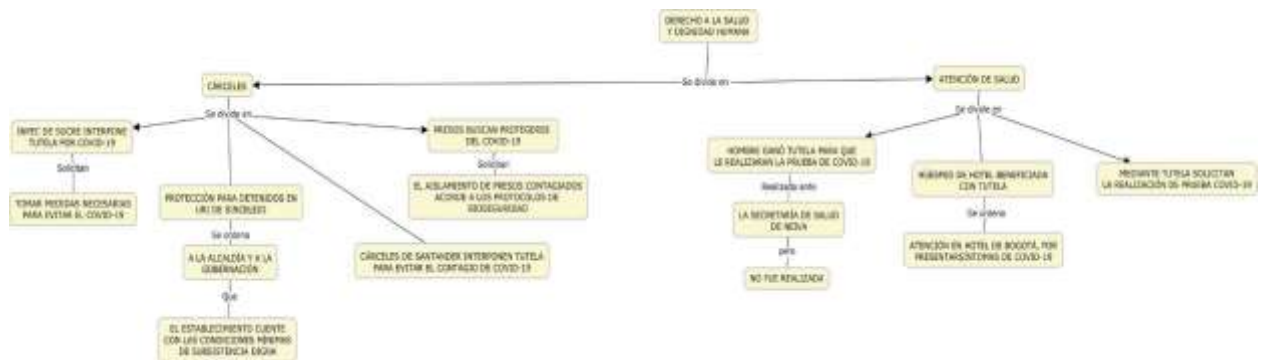 DERECHO A LA SALUD
Y DIGNIDAD HUMANA
Se divide en
CÁRCELES
ATENCIÓN DE SALUD
Se divide en
Se divide en
INPEC DE SUCRE INTERPONE
TUTELA POR COVID-19
Solicitan
TOMAR MEDIDAS NECESARIAS
PARA EVITAR EL COVID-19
PROTECCIÓN PARA DETENIDOS EN
URI DE SINCELEJO
Se ordena
A LA ALCALDÍA Y A LA
GOBERNACIÓN
Que
EL ESTABLECIMIENTO CUENTE
CON LAS CONDICIONES MÍNIMAS
DE SUBSISTENCIA DIGNA
CÁRCELES DE SANTANDER INTERPONEN TUTELA
PARA EVITAR EL CONTAGIO DE COVID-19
PRESOS BUSCAN PROTEGERSE
DEL COVID-19
Solicitan
EL AISLAMIENTO DE PRESOS CONTAGIADOS
ACORDE A LOS PROTOCOLOS DE
BIOSEGURIDAD
HOMBRE GANÓ TUTELA PARA QUE
LE REALIZARAN LA PRUEBA DE COVID-19
Realizada ante
LA SECRETARÍA DE SALUD
DE NEIVA
pero
NO FUE REALIZADA
HUÉSPED DE HOTEL BENEFICIADA
CON TUTELA
Se ordena
ATENCIÓN EN HOTEL DE BOGOTÁ, POR
PRESENTAR SÍNTOMAS DE COVID-19
MEDIANTE TUTELA SOLICITAN
LA REALIZACIÓN DE PRUEBA COVID-19